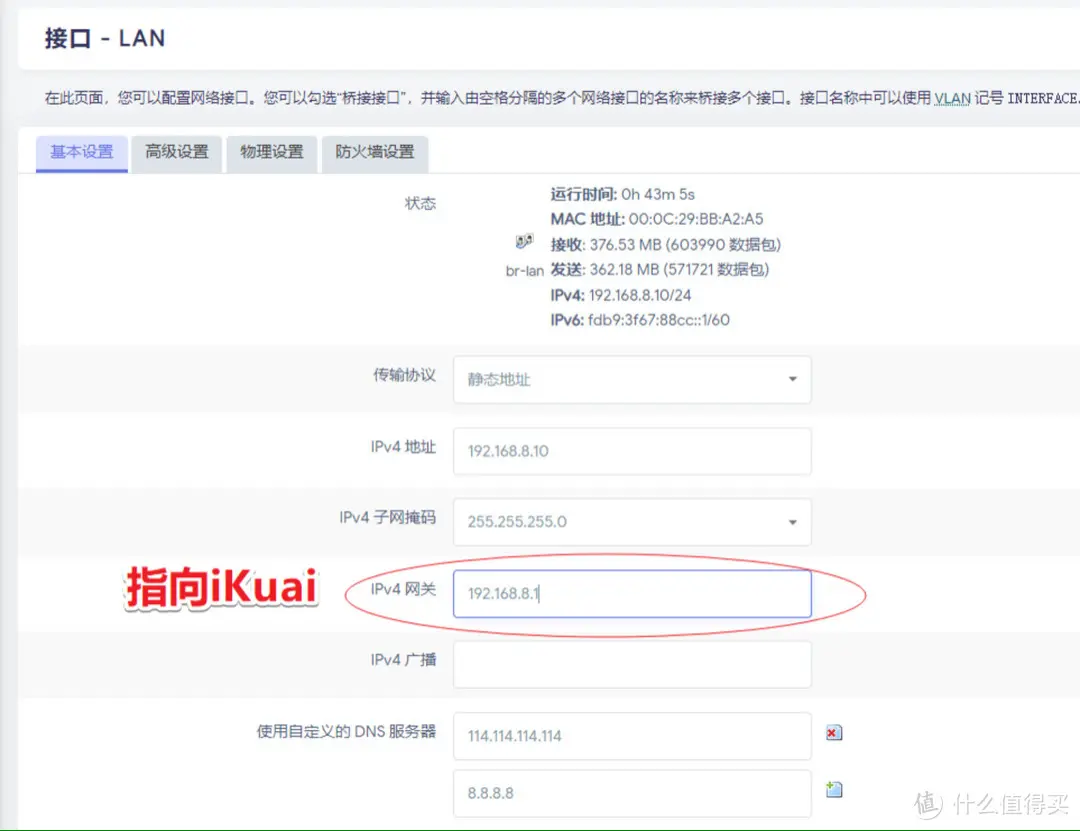 接口 - LAN
在此页面，您可以配置网络接口。您可以勾选“桥接接口”，并输入由空格分隔的多个网络接口的名称来桥接多个接口。接口名称中可以使用 VLAN 记号 INTERFACE.
基本设置 高级设置 物理设置 防火墙设置
状态
运行时间: 0h 43m 5s
MAC 地址: 00:0C:29:BB:A2:A5
接收: 376.53 MB (603990 数据包)
br-lan 发送: 362.18 MB (571721 数据包)
IPv4: 192.168.8.10/24
IPv6: fdb9:3f67:88cc::1/60
传输协议 静态地址
IPv4 地址 192.168.8.10
IPv4 子网掩码 255.255.255.0
指向iKuai IPv4 网关 192.168.8.1
IPv4 广播
使用自定义的 DNS 服务器 114.114.114.114
8.8.8.8
值 什么值得买